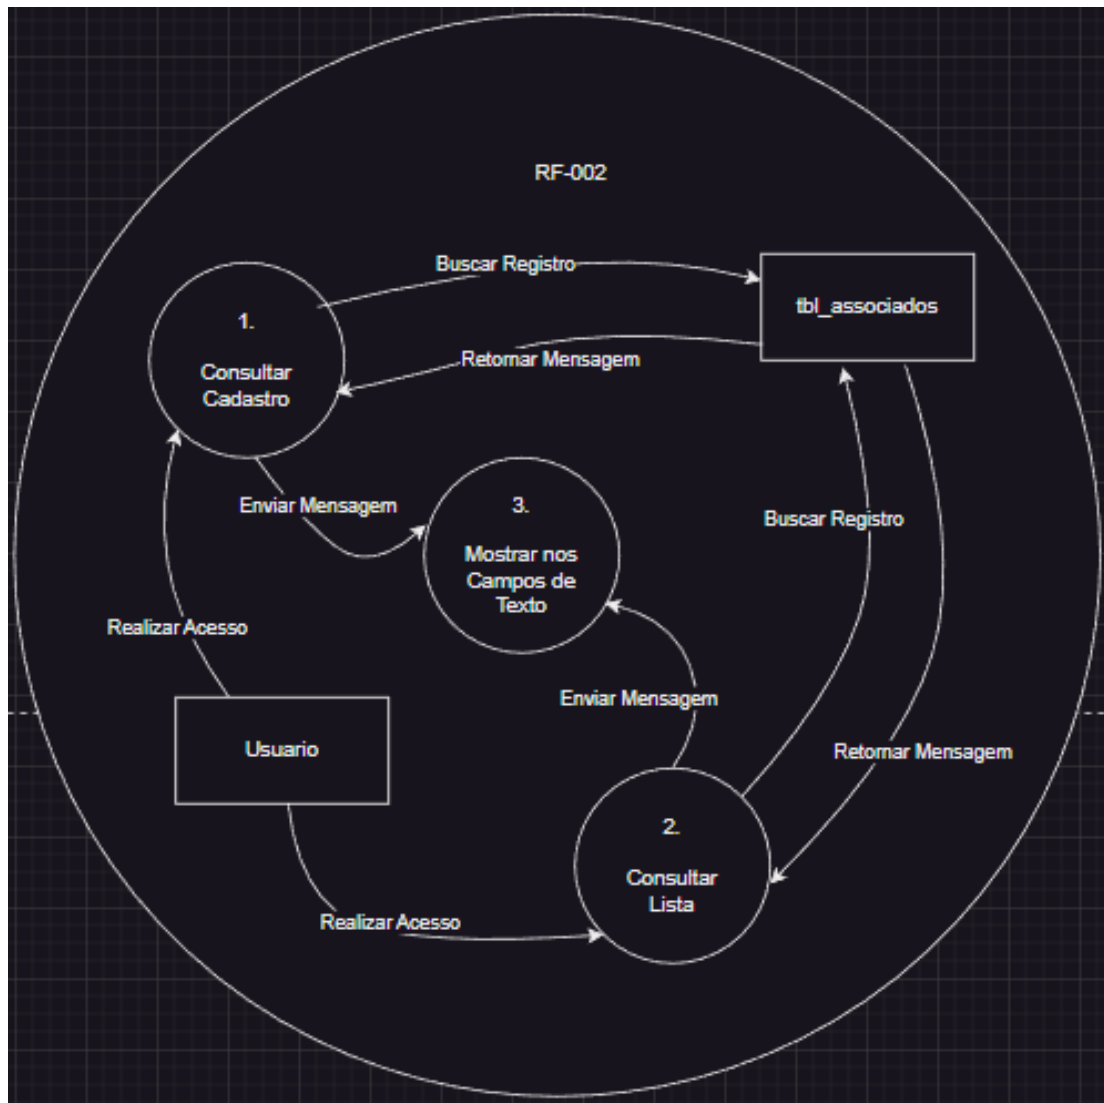 RF-002
Buscar Registro
tbl_associados
1.
Consultar
Cadastro
Retornar Mensagem
Enviar Mensagem
3.
Mostrar nos
Campos de
Texto
Buscar Registro
Realizar Acesso
Enviar Mensagem
Usuario
Retornar Mensagem
2.
Consultar
Lista
Realizar Acesso